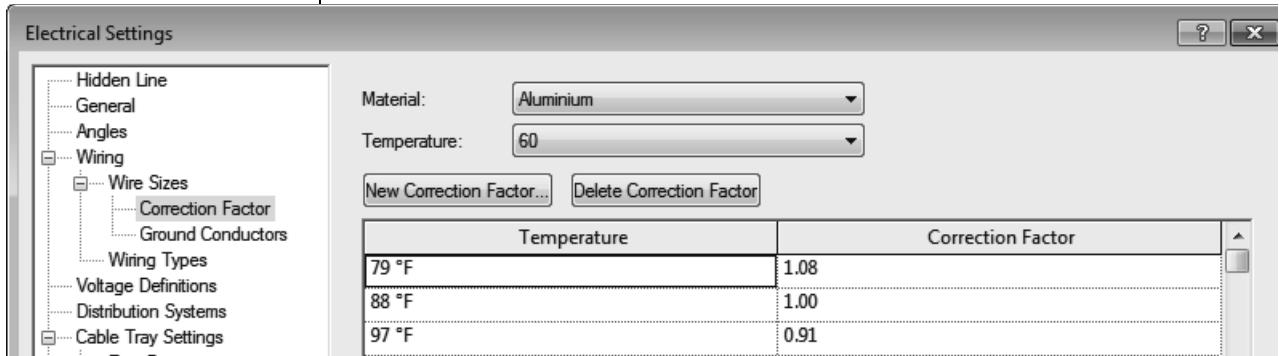 Electrical Settings
Hidden Line
General
Angles
Wiring
Wire Sizes
Correction Factor
Ground Conductors
Wiring Types
Voltage Definitions
Distribution Systems
Cable Tray Settings
Material: Aluminium
Temperature: 60
New Correction Factor... Delete Correction Factor
Temperature Correction Factor
79 °F 1.08
88 °F 1.00
97 °F 0.91